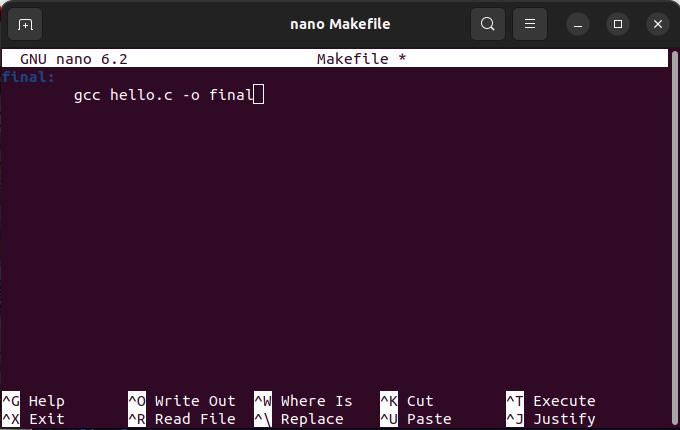 nano Makefile
GNU nano 6.2 Makefile *
final:
gcc hello.c -o final
^G Help ^O Write Out ^W Where Is ^K Cut ^T Execute
^X Exit ^R Read File ^\ Replace ^U Paste ^J Justify